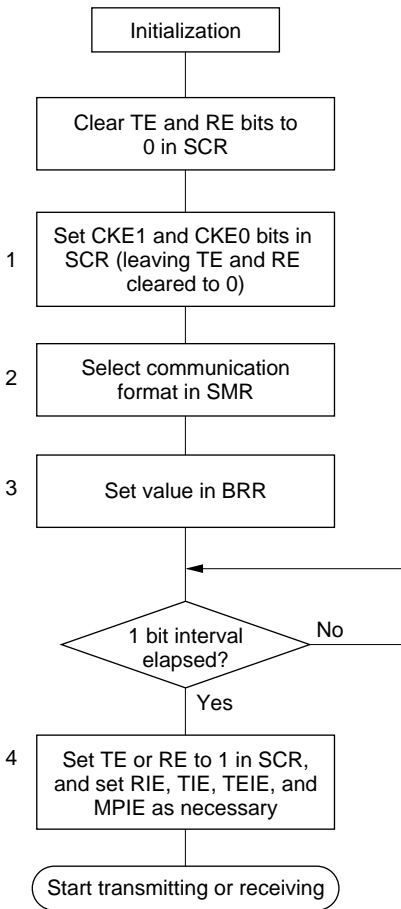 Initialization
Clear TE and RE bits to
0 in SCR
1
Set CKE1 and CKE0 bits in
SCR (leaving TE and RE
cleared to 0)
2
Select communication
format in SMR
3
Set value in BRR
1 bit interval
elapsed?
No
Yes
4
Set TE or RE to 1 in SCR,
and set RIE, TIE, TEIE, and
MPIE as necessary
Start transmitting or receiving